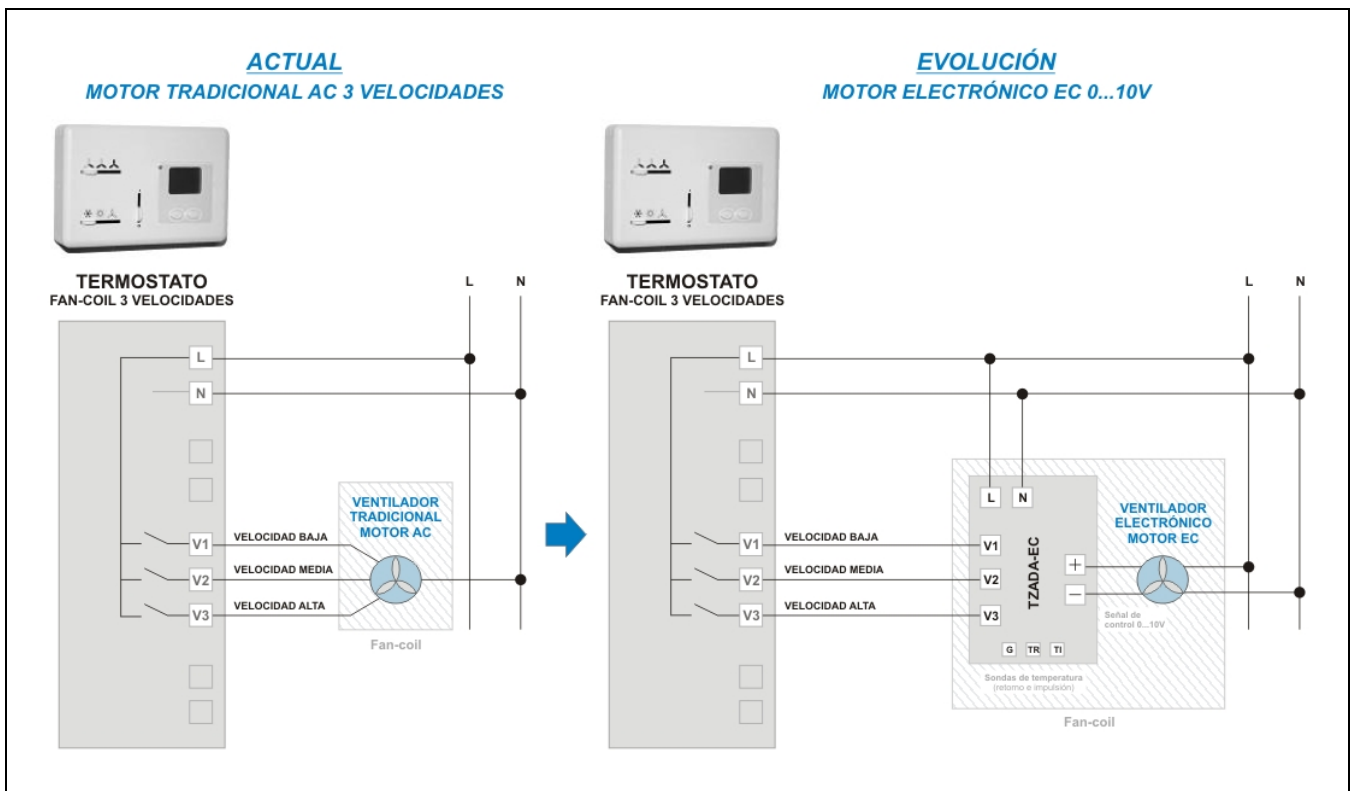 ACTUAL
MOTOR TRADICIONAL AC 3 VELOCIDADES
TERMOSTATO
FAN-COIL 3 VELOCIDADES
L
N
L
N
V1
V2
V3
VELOCIDAD BAJA
VELOCIDAD MEDIA
VELOCIDAD ALTA
VENTILADOR
TRADICIONAL
MOTOR AC
Fan-coil
EVOLUCIÓN
MOTOR ELECTRÓNICO EC 0...10V
TERMOSTATO
FAN-COIL 3 VELOCIDADES
L
N
L
N
V1
V2
V3
VELOCIDAD BAJA
VELOCIDAD MEDIA
VELOCIDAD ALTA
L
N
V1
V2
V3
TZADA-EC
+
−
G
TR
TI
VENTILADOR
ELECTRÓNICO
MOTOR EC
Señal de
control 0...10V
Sondas de temperatura
(retorno e impulsión)
Fan-coil